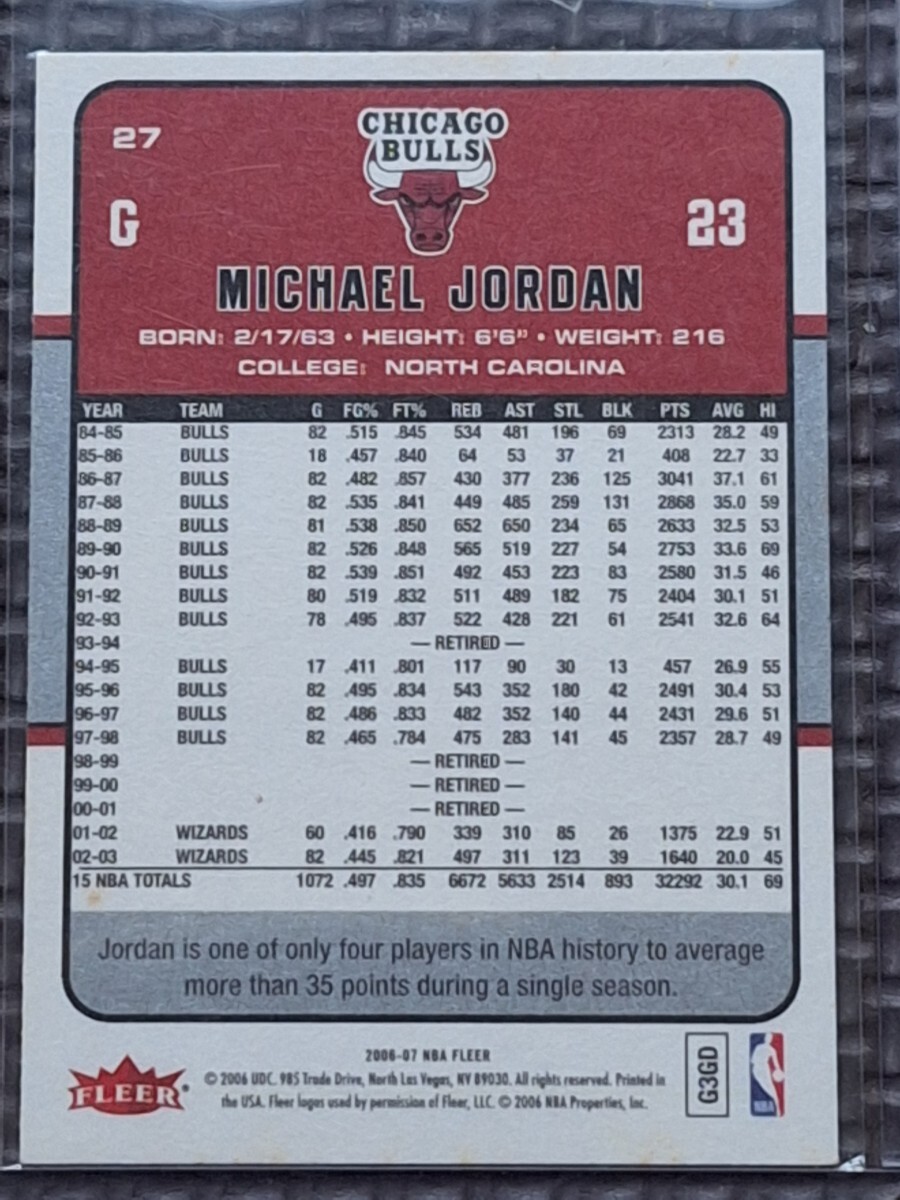 27
CHICAGO
BULLS
G
23
MICHAEL JORDAN
BORN: 2/17/63 • HEIGHT: 6'6" • WEIGHT: 216
COLLEGE: NORTH CAROLINA
YEAR TEAM G FG% FT% REB AST STL BLK PTS AVG HI
84-85 BULLS 82 .515 .845 534 481 196 69 2313 28.2 49
85-86 BULLS 18 .457 .840 64 53 37 21 408 22.7 33
86-87 BULLS 82 .482 .857 430 377 236 125 3041 37.1 61
87-88 BULLS 82 .535 .841 449 485 259 131 2868 35.0 59
88-89 BULLS 81 .538 .850 652 650 234 65 2633 32.5 53
89-90 BULLS 82 .526 .848 565 519 227 54 2753 33.6 69
90-91 BULLS 82 .539 .851 492 453 223 83 2580 31.5 46
91-92 BULLS 80 .519 .832 511 489 182 75 2404 30.1 51
92-93 BULLS 78 .495 .837 522 428 221 61 2541 32.6 64
93-94 — RETIRED —
94-95 BULLS 17 .411 .801 117 90 30 13 457 26.9 55
95-96 BULLS 82 .495 .834 543 352 180 42 2491 30.4 53
96-97 BULLS 82 .486 .833 482 352 140 44 2431 29.6 51
97-98 BULLS 82 .465 .784 475 283 141 45 2357 28.7 49
98-99 — RETIRED —
99-00 — RETIRED —
00-01 — RETIRED —
01-02 WIZARDS 60 .416 .790 339 310 85 26 1375 22.9 51
02-03 WIZARDS 82 .445 .821 497 311 123 39 1640 20.0 45
15 NBA TOTALS 1072 .497 .835 6672 5633 2514 893 32292 30.1 69
Jordan is one of only four players in NBA history to average
more than 35 points during a single season.
2006-07 NBA FLEER
© 2006 UDC. 985 Trade Drive, North Las Vegas, NV 89030. All rights reserved. Printed in
the USA. Fleer logos used by permission of Fleer, LLC. © 2006 NBA Properties, Inc.
FLEER®
G3GD
NBA